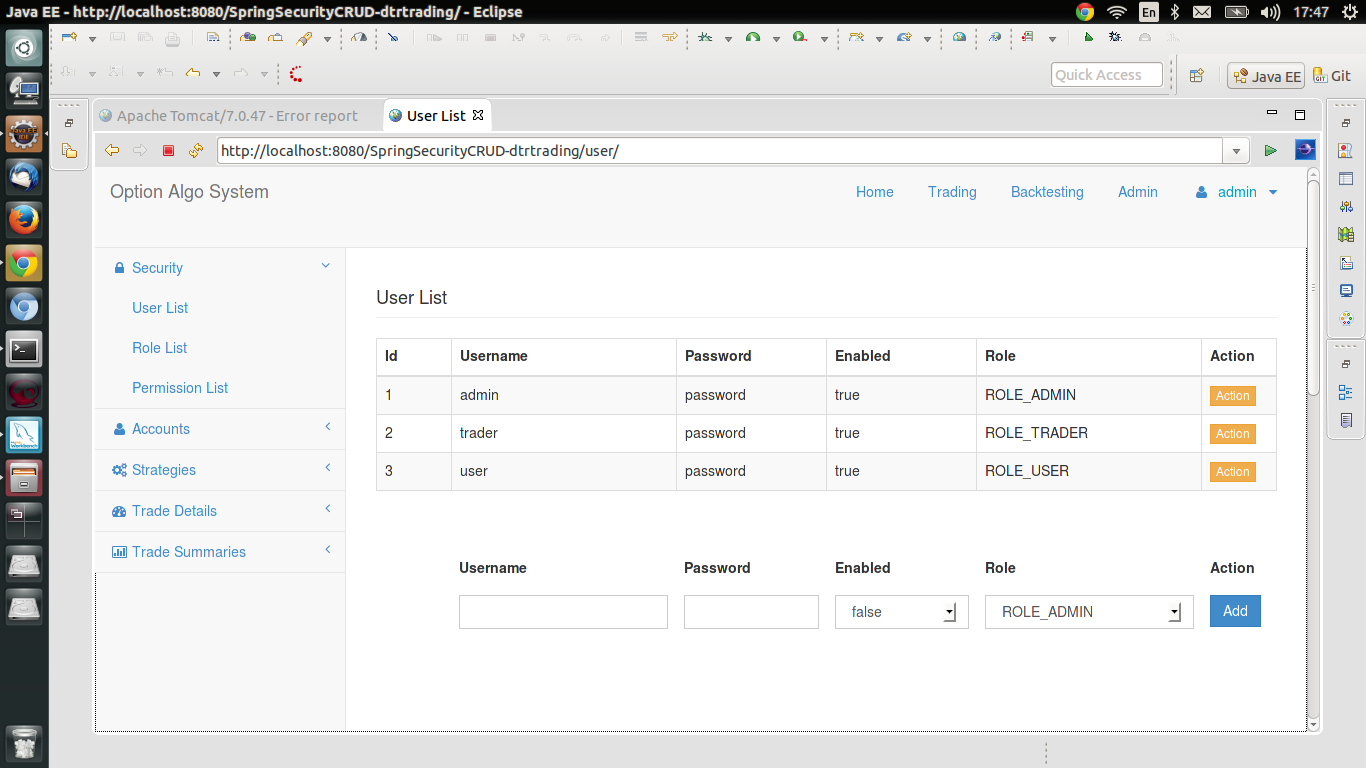 Java EE - http://localhost:8080/SpringSecurityCRUD-dtrtrading/ - Eclipse
En
17:47
Quick Access
Java EE
Git
Apache Tomcat/7.0.47 - Error report
User List
http://localhost:8080/SpringSecurityCRUD-dtrtrading/user/
Option Algo System
Home Trading Backtesting Admin admin
Security
User List
Role List
Permission List
Accounts
Strategies
Trade Details
Trade Summaries
User List
Id Username Password Enabled Role Action
1 admin password true ROLE_ADMIN Action
2 trader password true ROLE_TRADER Action
3 user password true ROLE_USER Action
Username Password Enabled Role Action
false ROLE_ADMIN Add